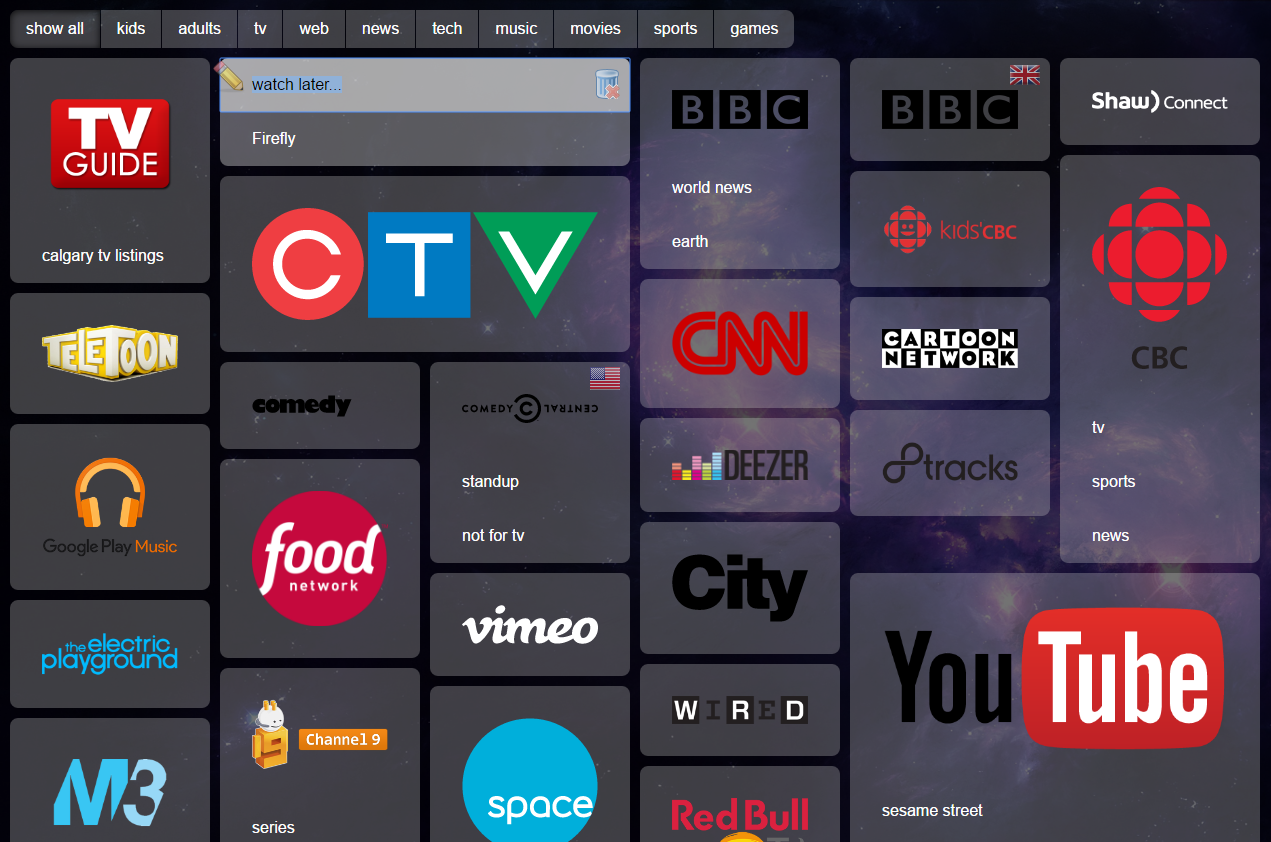 show all kids adults tv web news tech music movies sports games
TV
GUIDE
calgary tv listings
TELETOON
Google Play Music
the electric
playground
M3
watch later...
Firefly
C T V
comedy
food
network
Channel 9
series
COMEDY C CENTRAL
standup
not for tv
vimeo
space
BBC
world news
earth
CNN
DEEZER
City
WIRED
Red Bull
BBC
kids'CBC
CARTOON
NETWORK
8tracks
Shaw) Connect
CBC
tv
sports
news
YouTube
sesame street